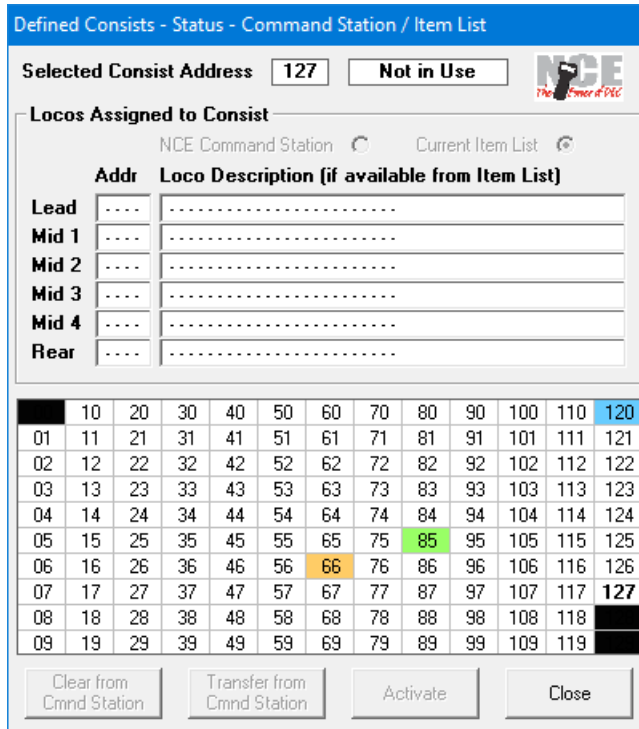 Defined Consists - Status - Command Station / Item List
Selected Consist Address 127 Not in Use
NCE
The Power of DCC
Locos Assigned to Consist
NCE Command Station Current Item List
Addr Loco Description (if available from Item List)
Lead - - - - - - - - - - - - - - - - - - - - - - - - - - - -
Mid 1 - - - - - - - - - - - - - - - - - - - - - - - - - - - -
Mid 2 - - - - - - - - - - - - - - - - - - - - - - - - - - - -
Mid 3 - - - - - - - - - - - - - - - - - - - - - - - - - - - -
Mid 4 - - - - - - - - - - - - - - - - - - - - - - - - - - - -
Rear - - - - - - - - - - - - - - - - - - - - - - - - - - - -
10 20 30 40 50 60 70 80 90 100 110 120
01 11 21 31 41 51 61 71 81 91 101 111 121
02 12 22 32 42 52 62 72 82 92 102 112 122
03 13 23 33 43 53 63 73 83 93 103 113 123
04 14 24 34 44 54 64 74 84 94 104 114 124
05 15 25 35 45 55 65 75 85 95 105 115 125
06 16 26 36 46 56 66 76 86 96 106 116 126
07 17 27 37 47 57 67 77 87 97 107 117 127
08 18 28 38 48 58 68 78 88 98 108 118
09 19 29 39 49 59 69 79 89 99 109 119
Clear from Transfer from Activate Close
Cmnd Station Cmnd Station